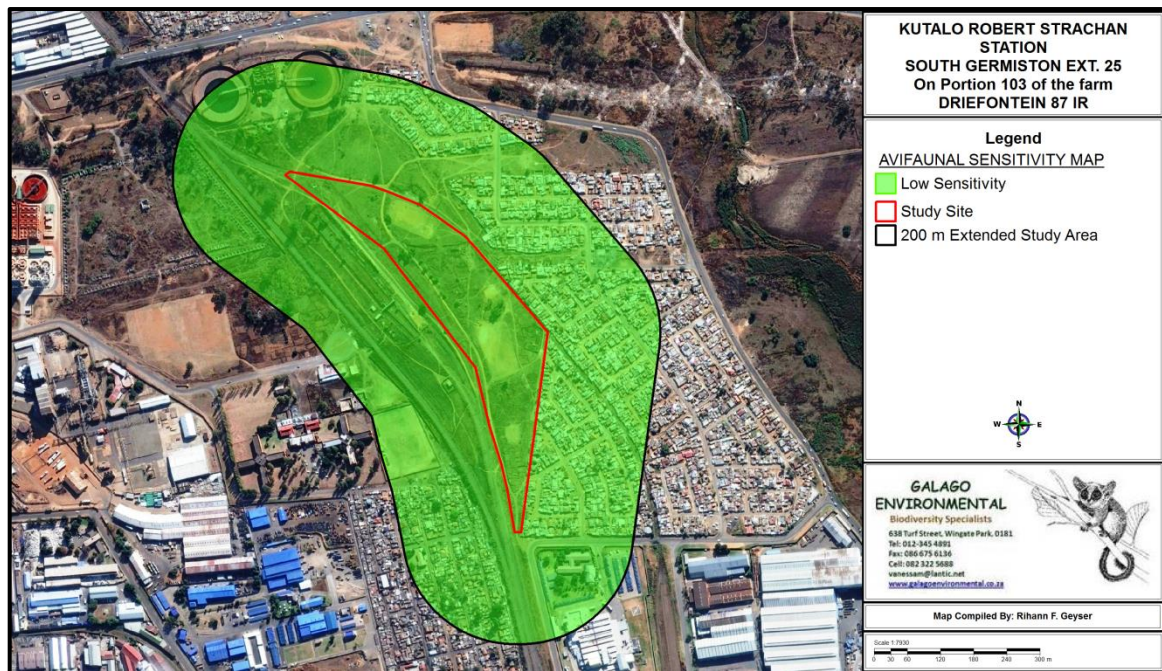 KUTALO ROBERT STRACHAN
STATION
SOUTH GERMISTON EXT. 25
On Portion 103 of the farm
DRIEFONTEIN 87 IR
Legend
AVIFAUNAL SENSITIVITY MAP
Low Sensitivity
Study Site
200 m Extended Study Area
N
W E
S
GALAGO
ENVIRONMENTAL
Biodiversity Specialists
638 Turf Street, Wingate Park, 0181
Tel: 012-345 4891
Fax: 086 675 6136
Cell: 082 322 5688
vanessam@lantic.net
www.galagoenvironmental.co.za
Map Compiled By: Rihann F. Geyser
Scale 1:7930
0 30 60 120 180 240 300 m